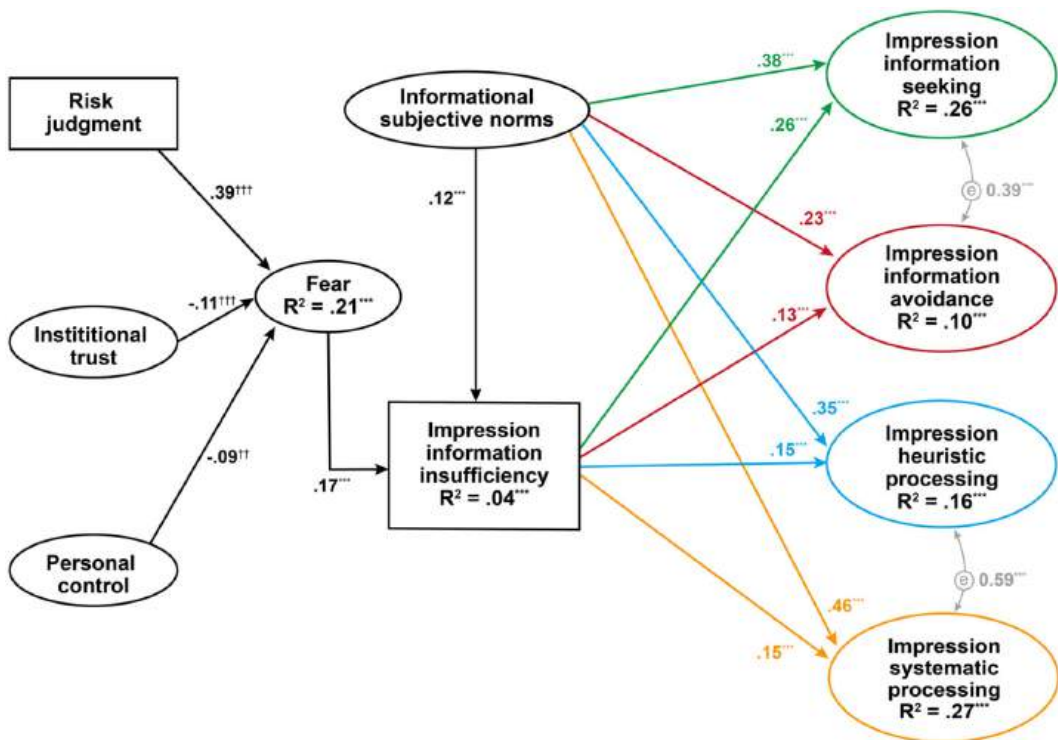 Risk
judgment
.39†††
Instititional
trust
-.11†††
Personal
control
-.09††
Fear
R² = .21***
.17***
Informational
subjective norms
.12***
Impression
information
insufficiency
R² = .04***
.38***
.26***
.23***
.13***
.35***
.15***
.46***
.15***
Impression
information
seeking
R² = .26***
e 0.39***
Impression
information
avoidance
R² = .10***
Impression
heuristic
processing
R² = .16***
e 0.59***
Impression
systematic
processing
R² = .27***